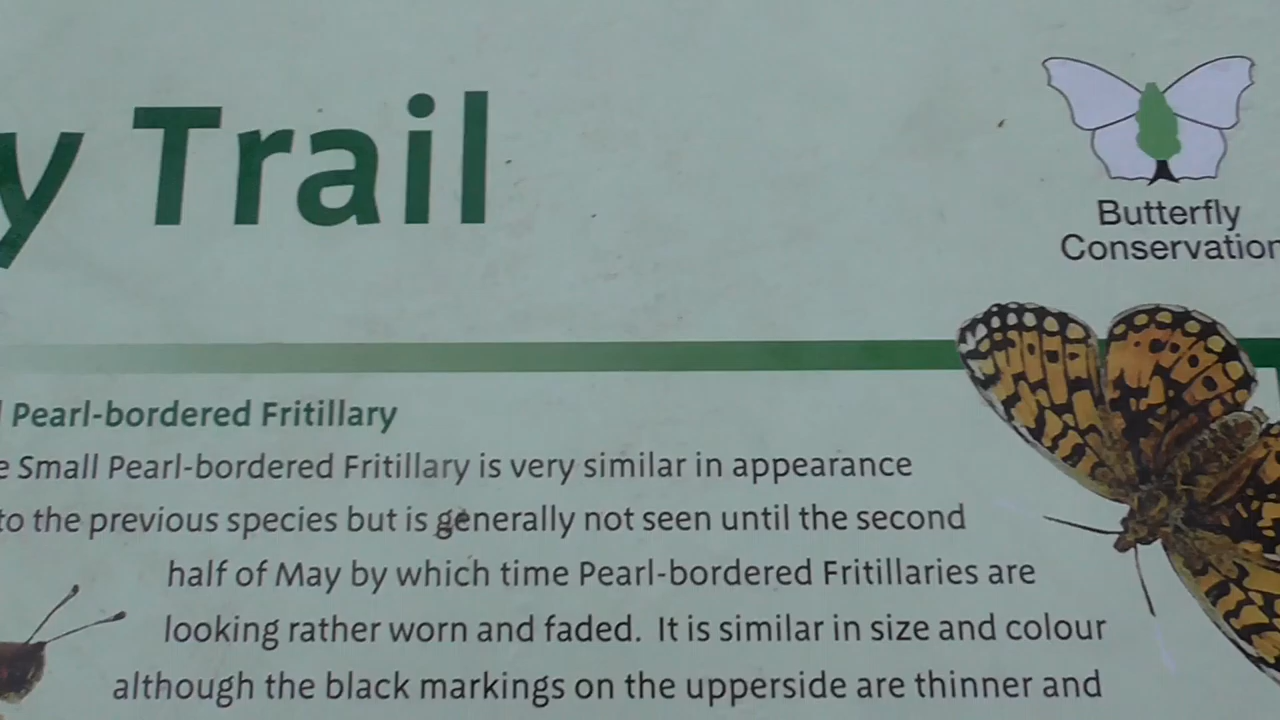 y Trail
Butterfly
Conservation
Pearl-bordered Fritillary
e Small Pearl-bordered Fritillary is very similar in appearance
to the previous species but is generally not seen until the second
half of May by which time Pearl-bordered Fritillaries are
looking rather worn and faded. It is similar in size and colour
although the black markings on the upperside are thinner and